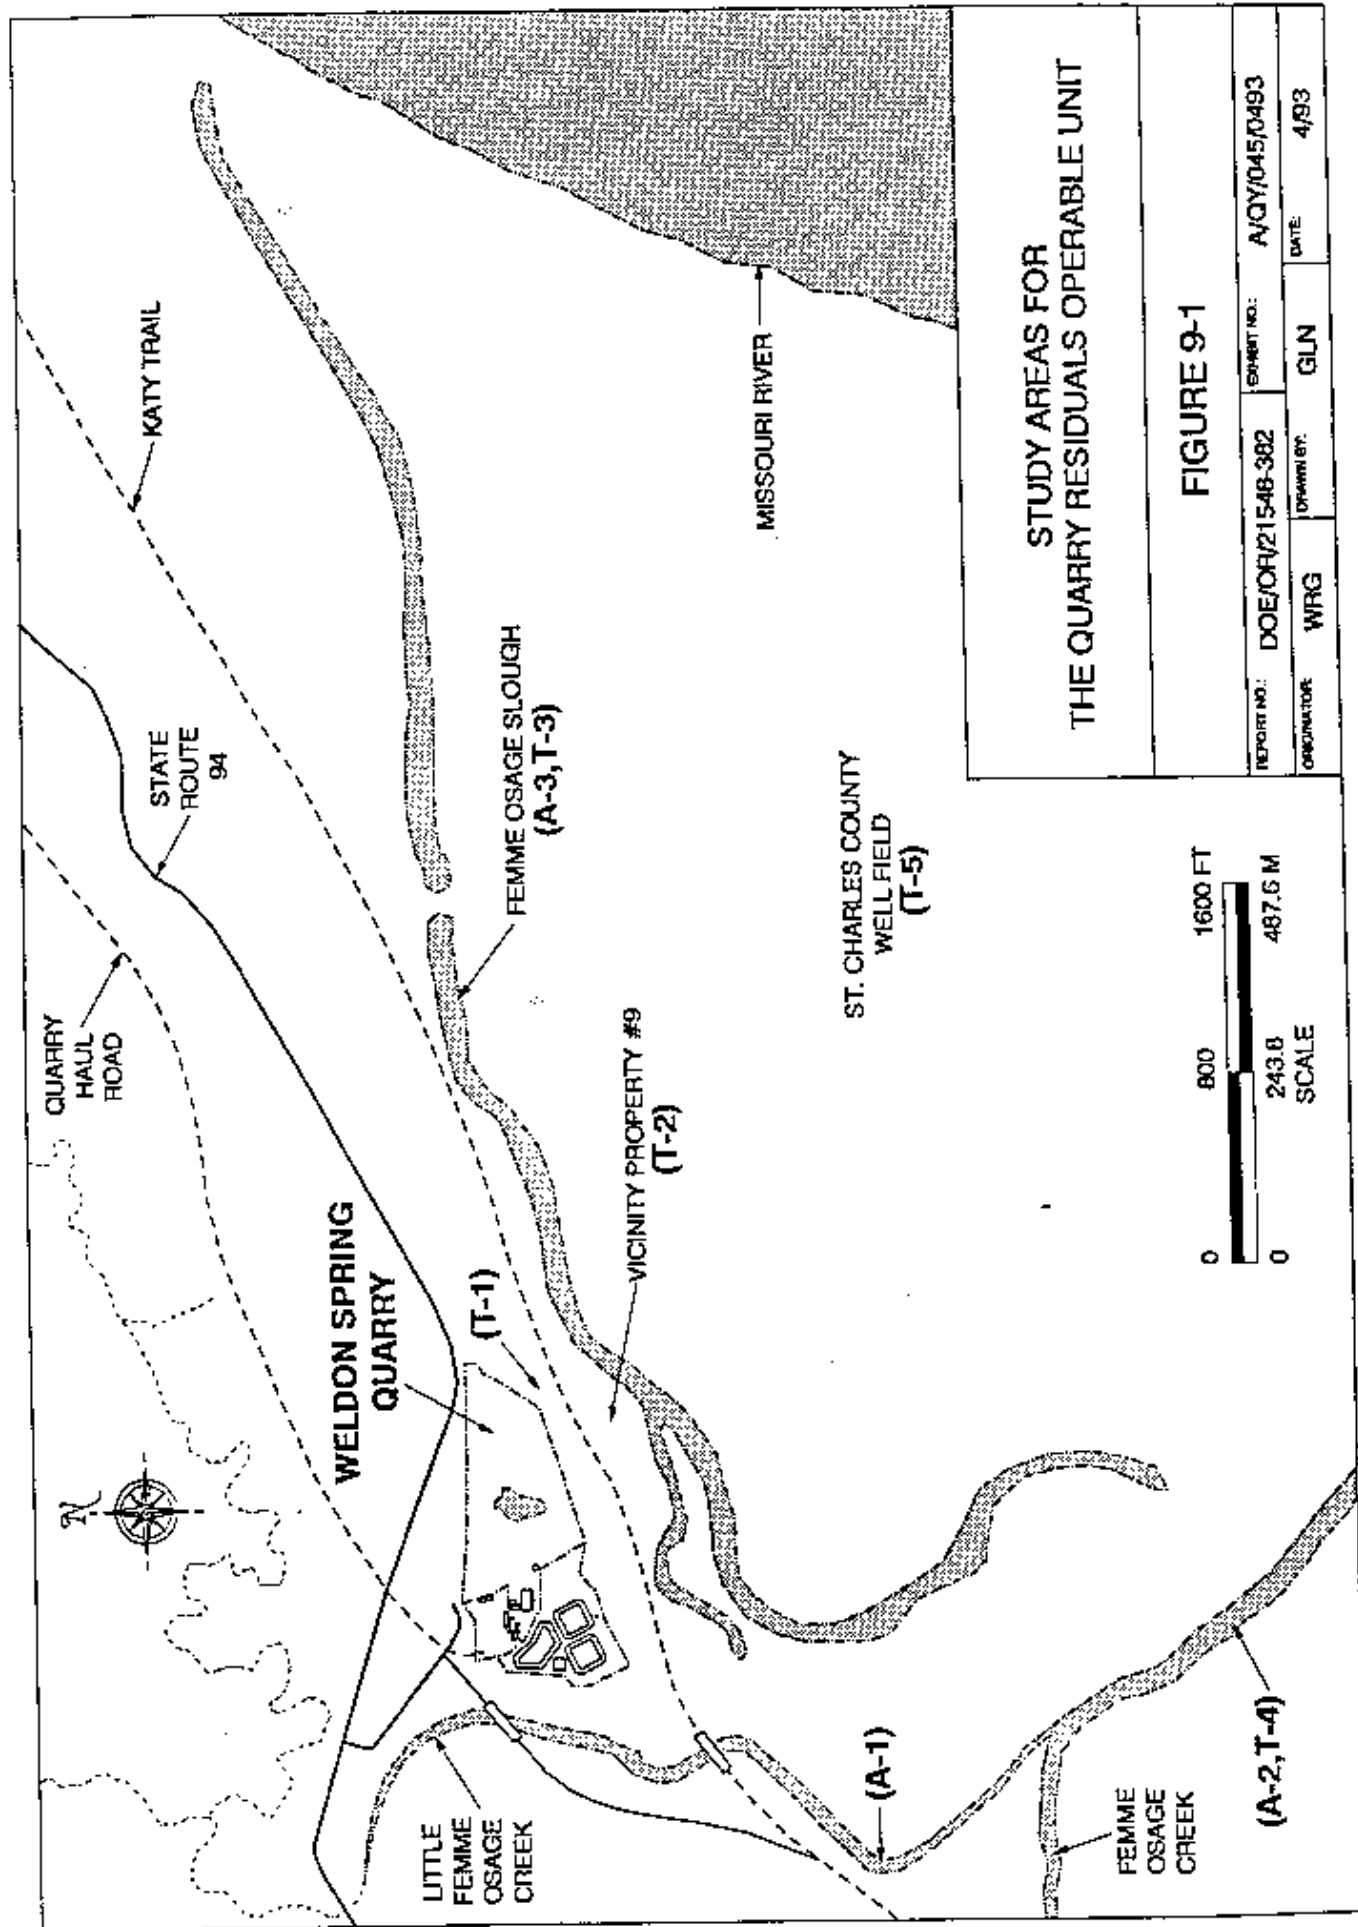 N
QUARRY
HAUL
ROAD
STATE
ROUTE
94
KATY TRAIL
WELDON SPRING
QUARRY
(T-1)
FEMME OSAGE SLOUGH
(A-3,T-3)
LITTLE
FEMME
OSAGE
CREEK
VICINITY PROPERTY #9
(T-2)
MISSOURI RIVER
ST. CHARLES COUNTY
WELL FIELD
(T-5)
(A-1)
FEMME
OSAGE
CREEK
(A-2,T-4)
0 800 1600 FT
0 243.8 487.6 M
SCALE
STUDY AREAS FOR
THE QUARRY RESIDUALS OPERABLE UNIT
FIGURE 9-1
REPORT NO.: DOE/OR/21548-382 EXHIBIT NO.: A/QY/045/0493
ORIGINATOR: WRG DRAWN BY: GLN DATE: 4/93